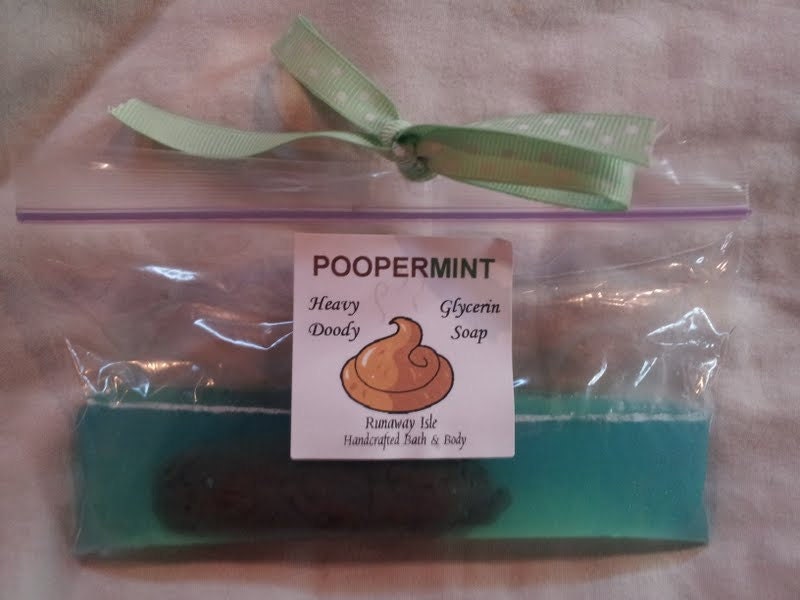 POOPERMINT
Heavy Doody
Glycerin Soap
Runaway Isle
Handcrafted Bath & Body